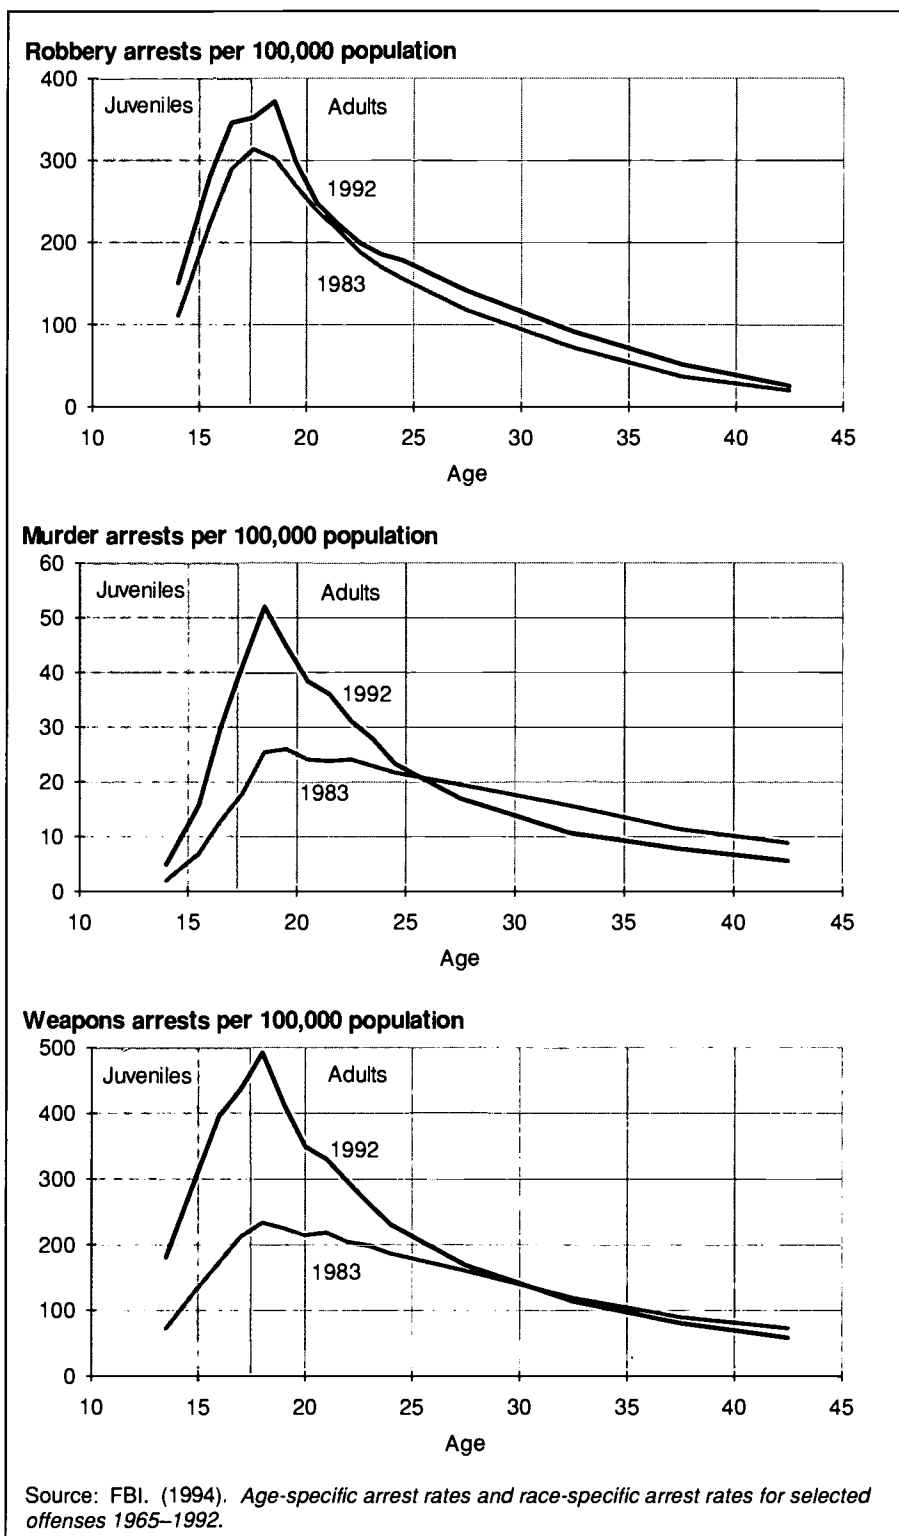 Robbery arrests per 100,000 population
400
300
200
100
0
Juveniles
Adults
1992
1983
10 15 20 25 30 35 40 45
Age
Murder arrests per 100,000 population
60
50
40
30
20
10
0
Juveniles
Adults
1992
1983
10 15 20 25 30 35 40 45
Age
Weapons arrests per 100,000 population
500
400
300
200
100
0
Juveniles
Adults
1992
1983
10 15 20 25 30 35 40 45
Age
Source: FBI. (1994). Age-specific arrest rates and race-specific arrest rates for selected
offenses 1965–1992.